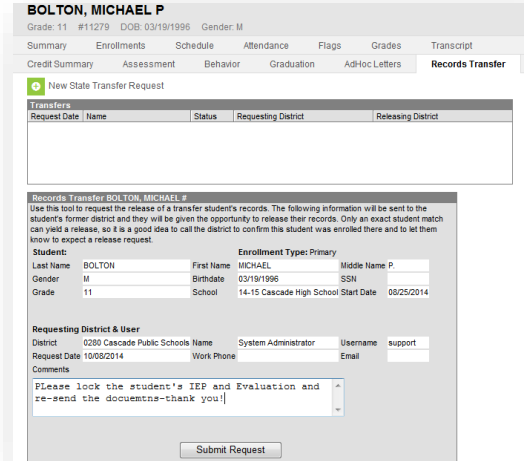 BOLTON, MICHAEL P
Grade: 11 #11279 DOB: 03/19/1996 Gender: M
Summary Enrollments Schedule Attendance Flags Grades Transcript
Credit Summary Assessment Behavior Graduation AdHoc Letters Records Transfer
New State Transfer Request
Transfers
Request Date Name Status Requesting District Releasing District
Records Transfer BOLTON, MICHAEL #
Use this tool to request the release of a transfer student's records. The following information will be sent to the
student's former district and they will be given the opportunity to release their records. Only an exact student match
can yield a release, so it is a good idea to call the district to confirm this student was enrolled there and to let them
know to expect a release request.
Student: Enrollment Type: Primary
Last Name BOLTON First Name MICHAEL Middle Name P.
Gender M Birthdate 03/19/1996 SSN
Grade 11 School 14-15 Cascade High School Start Date 08/25/2014
Requesting District & User
District 0280 Cascade Public Schools Name System Administrator Username support
Request Date 10/08/2014 Work Phone Email
Comments
PLease lock the student's IEP and Evaluation and
re-send the docuemtns-thank you!
Submit Request